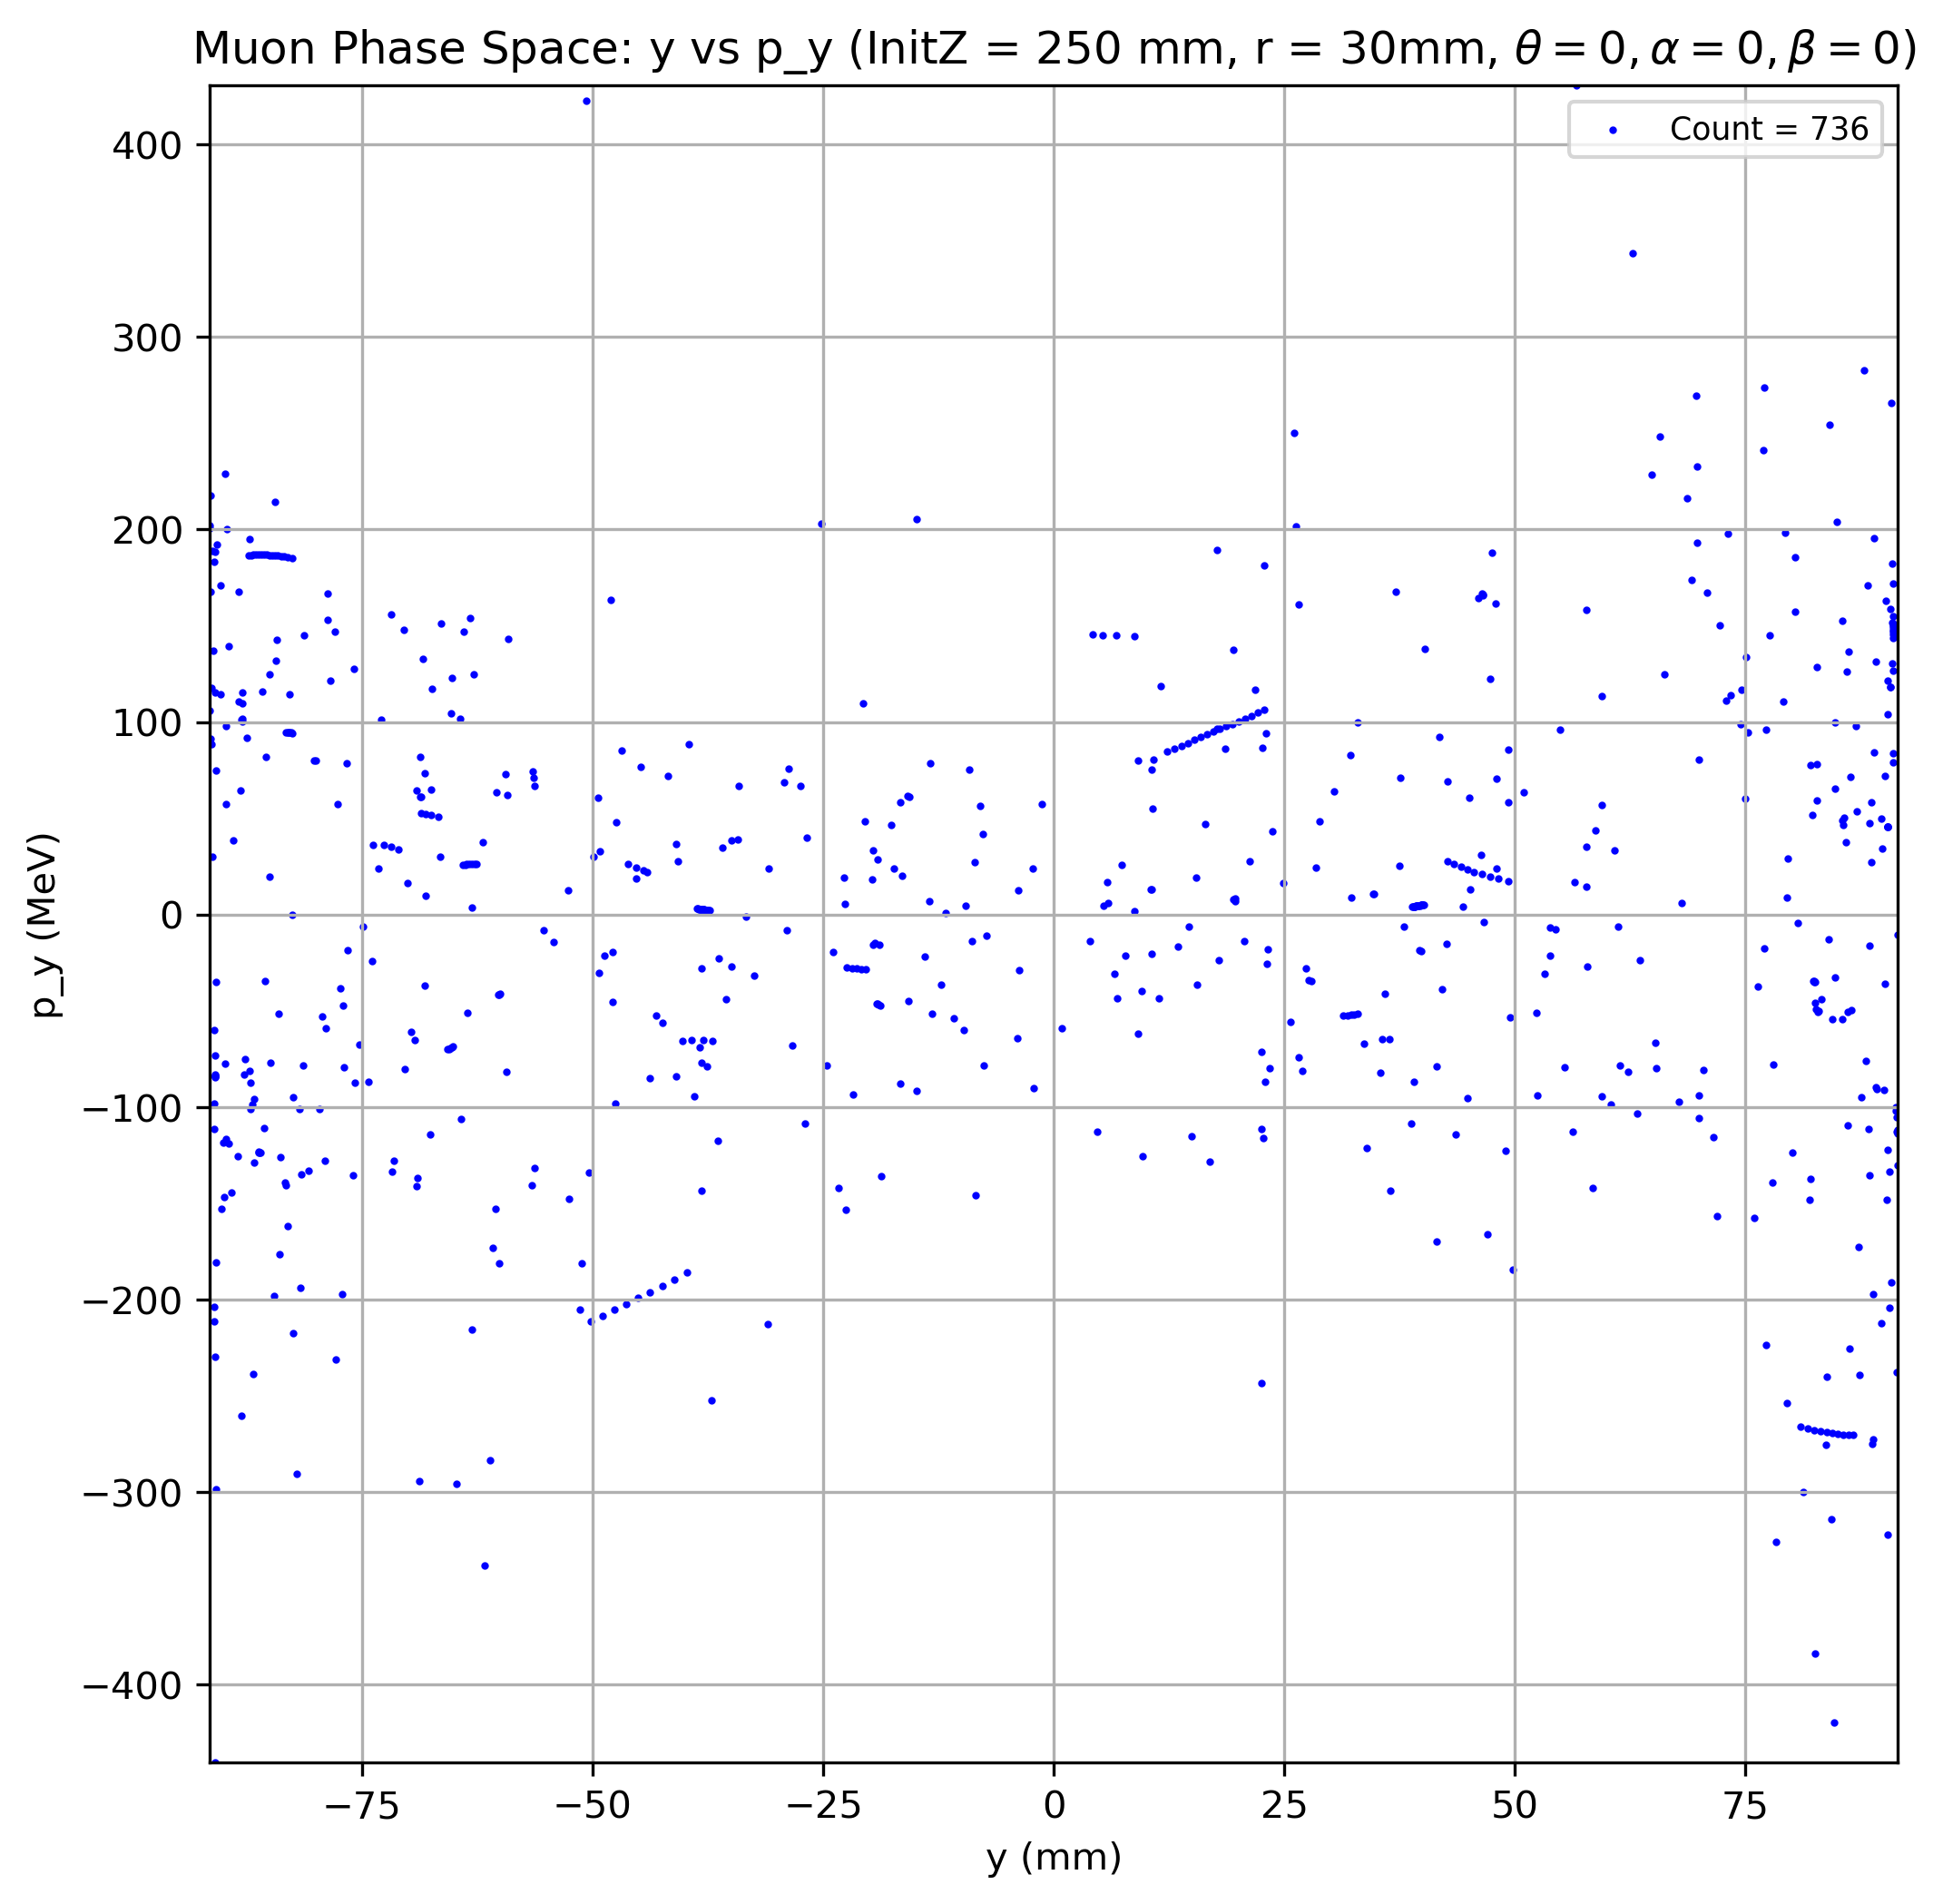 Muon Phase Space: y vs p_y (InitZ = 250 mm, r = 30mm, θ = 0, α = 0, β = 0)
Count = 736
400
300
200
100
0
−100
−200
−300
−400
p_y (MeV)
−75 −50 −25 0 25 50 75
y (mm)